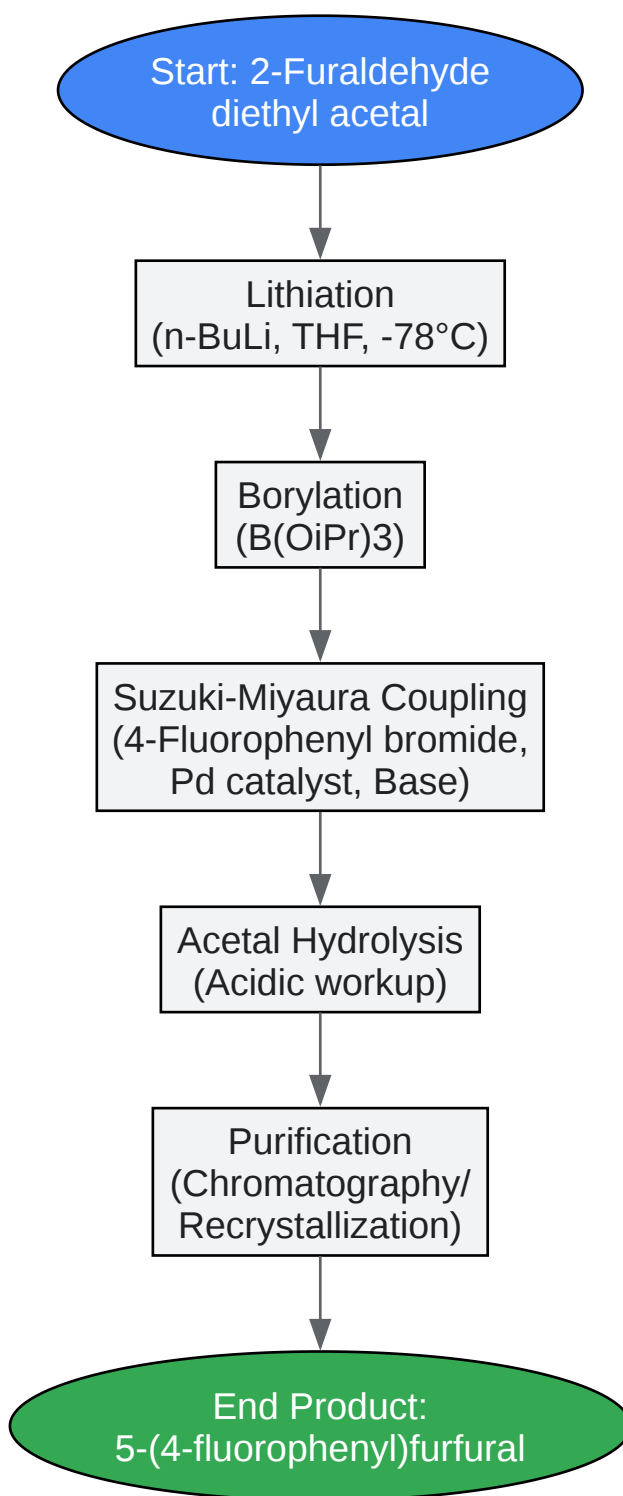 Start: 2-Furaldehyde
diethyl acetal
Lithiation
(n-BuLi, THF, -78°C)
Borylation
(B(OiPr)3)
Suzuki-Miyaura Coupling
(4-Fluorophenyl bromide,
Pd catalyst, Base)
Acetal Hydrolysis
(Acidic workup)
Purification
(Chromatography/
Recrystallization)
End Product:
5-(4-fluorophenyl)furfural